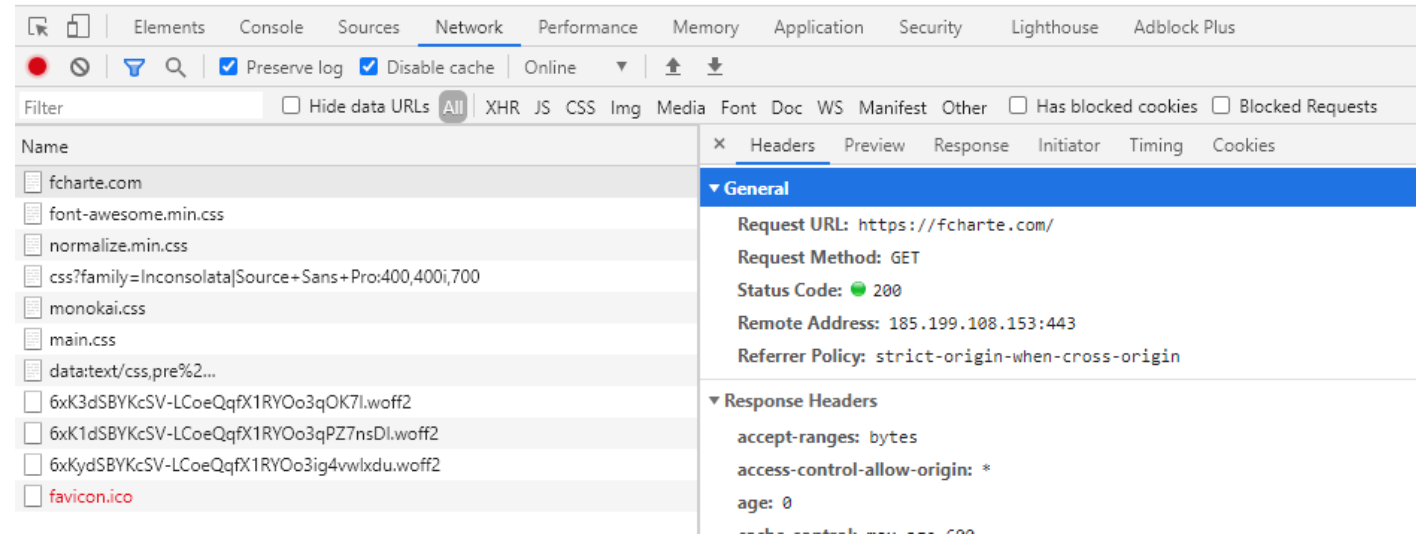 Elements Console Sources Network Performance Memory Application Security Lighthouse Adblock Plus
Preserve log Disable cache Online
Filter Hide data URLs All XHR JS CSS Img Media Font Doc WS Manifest Other Has blocked cookies Blocked Requests
Name
fcharte.com
font-awesome.min.css
normalize.min.css
css?family=Inconsolata|Source+Sans+Pro:400,400i,700
monokai.css
main.css
data:text/css,pre%2...
6xK3dSBYKcSV-LCoeQqfX1RYOo3qOK7l.woff2
6xK1dSBYKcSV-LCoeQqfX1RYOo3qPZ7nsDI.woff2
6xKydSBYKcSV-LCoeQqfX1RYOo3ig4vwlxdu.woff2
favicon.ico
Headers Preview Response Initiator Timing Cookies
General
Request URL: https://fcharte.com/
Request Method: GET
Status Code: 200
Remote Address: 185.199.108.153:443
Referrer Policy: strict-origin-when-cross-origin
Response Headers
accept-ranges: bytes
access-control-allow-origin: *
age: 0